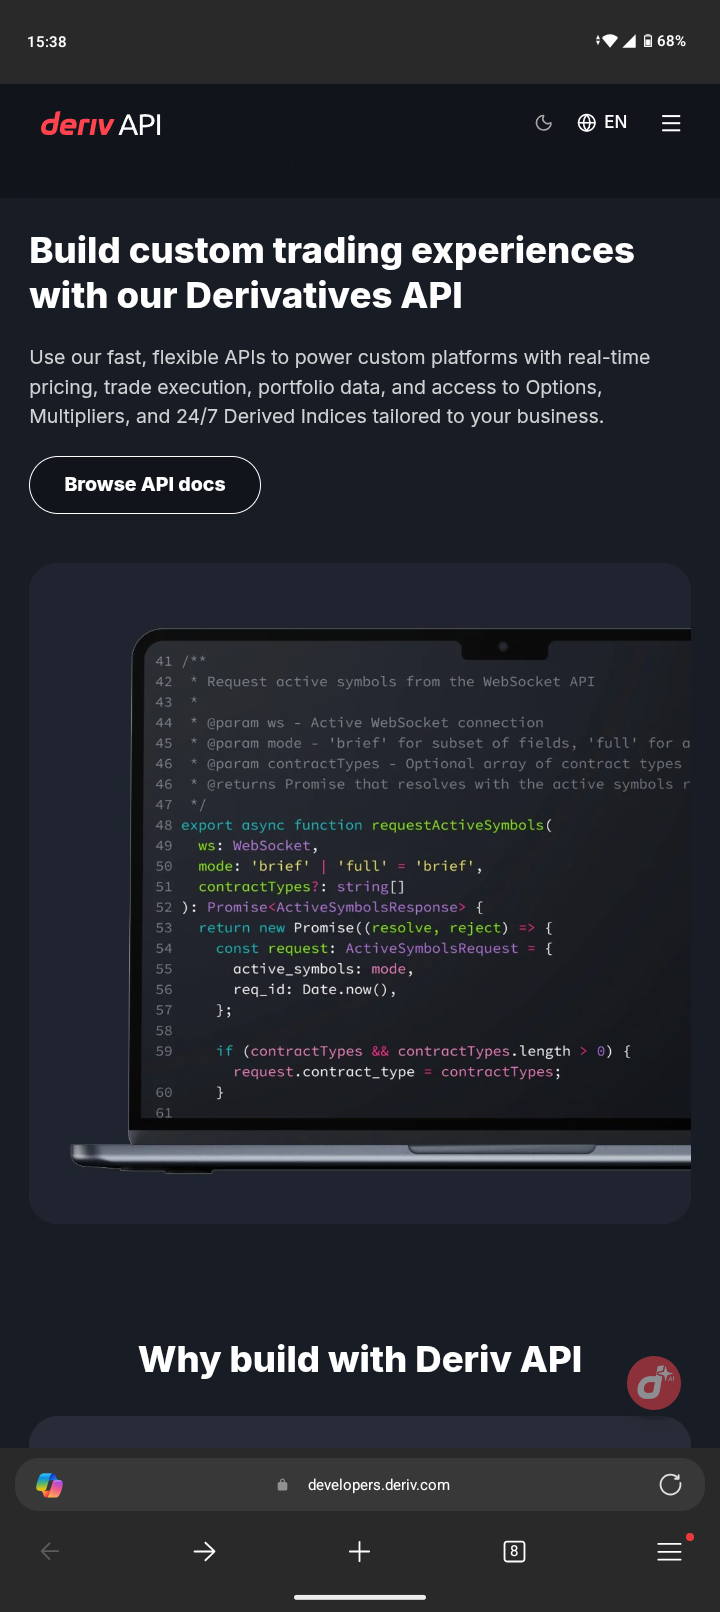 15:38
68%
deriv API
EN
Build custom trading experiences
with our Derivatives API
Use our fast, flexible APIs to power custom platforms with real-time
pricing, trade execution, portfolio data, and access to Options,
Multipliers, and 24/7 Derived Indices tailored to your business.
Browse API docs
41 /**
42  * Request active symbols from the WebSocket API
43  *
44  * @param ws - Active WebSocket connection
45  * @param mode - 'brief' for subset of fields, 'full' for a
46  * @param contractTypes - Optional array of contract types
46  * @returns Promise that resolves with the active symbols r
47  */
48 export async function requestActiveSymbols(
49   ws: WebSocket,
50   mode: 'brief' | 'full' = 'brief',
51   contractTypes?: string[]
52 ): Promise<ActiveSymbolsResponse> {
53   return new Promise((resolve, reject) => {
54     const request: ActiveSymbolsRequest = {
55       active_symbols: mode,
56       req_id: Date.now(),
57     };
58
59     if (contractTypes && contractTypes.length > 0) {
       request.contract_type = contractTypes;
60     }
61
Why build with Deriv API
d AI
developers.deriv.com
8